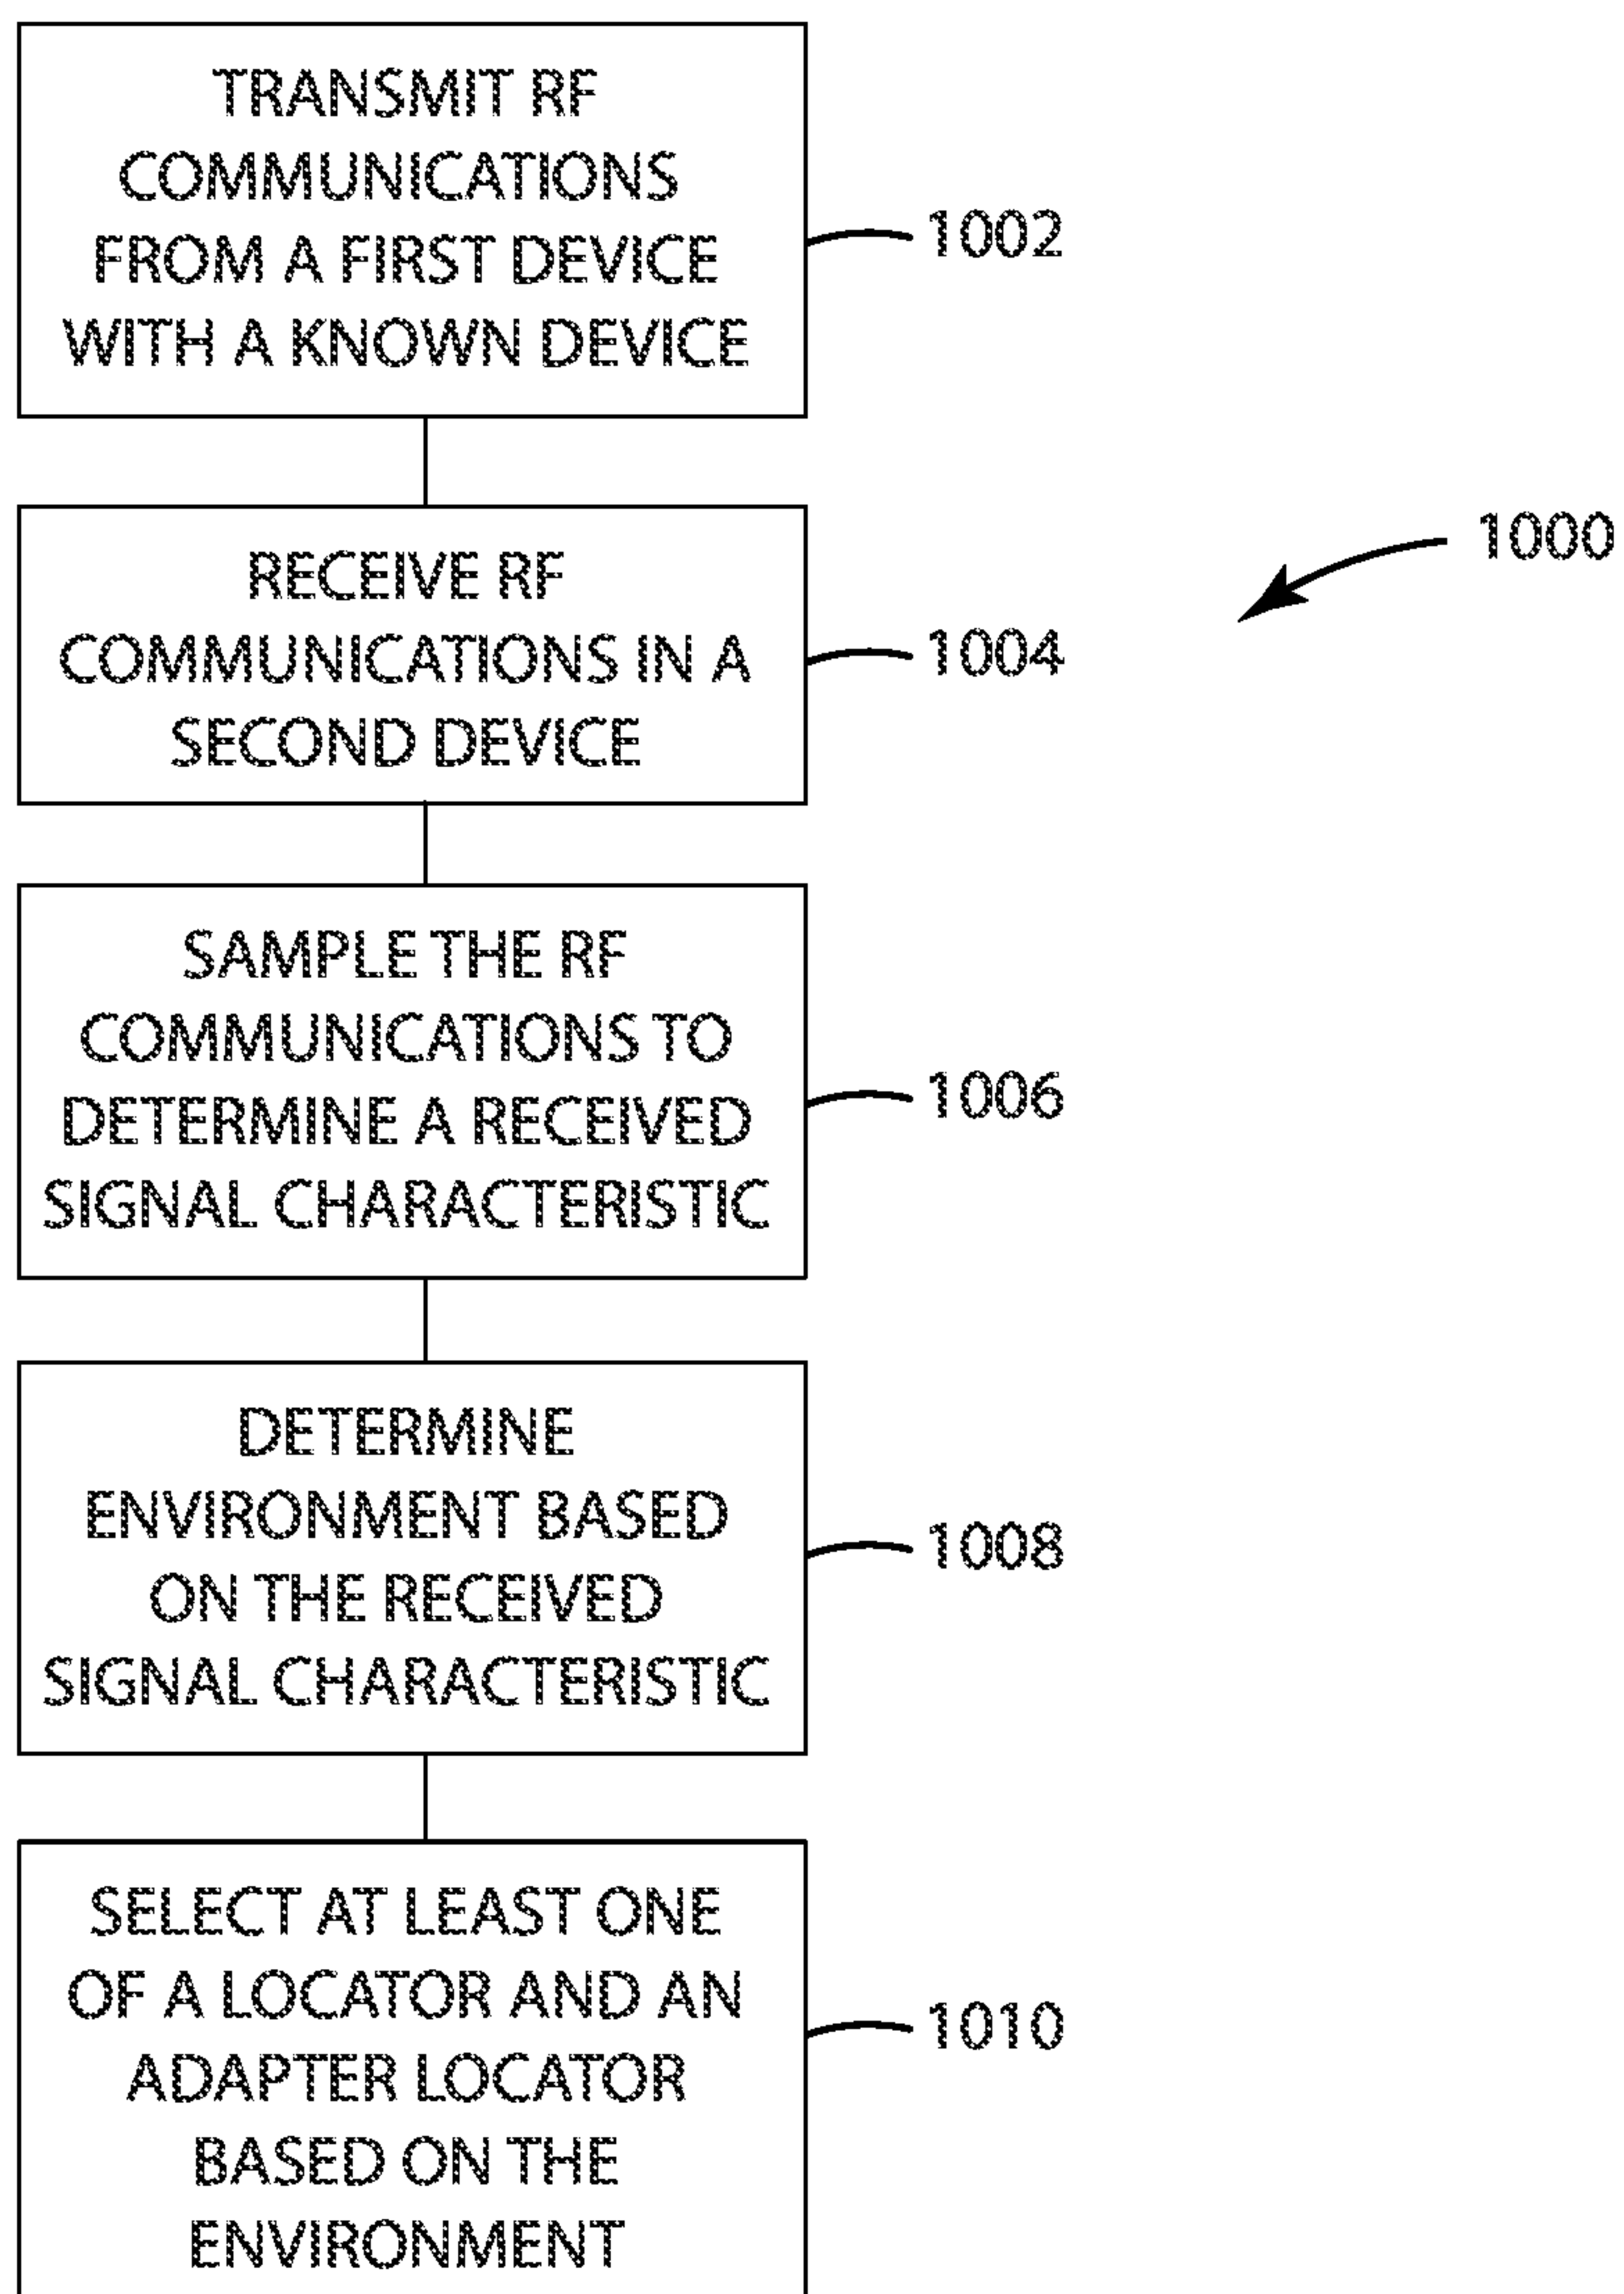 TRANSMIT RF
COMMUNICATIONS
FROM A FIRST DEVICE
WITH A KNOWN DEVICE
1002
RECEIVE RF
COMMUNICATIONS IN A
SECOND DEVICE
1004
1000
SAMPLE THE RF
COMMUNICATIONS TO
DETERMINE A RECEIVED
SIGNAL CHARACTERISTIC
1006
DETERMINE
ENVIRONMENT BASED
ON THE RECEIVED
SIGNAL CHARACTERISTIC
1008
SELECT AT LEAST ONE
OF A LOCATOR AND AN
ADAPTER LOCATOR
BASED ON THE
ENVIRONMENT
1010